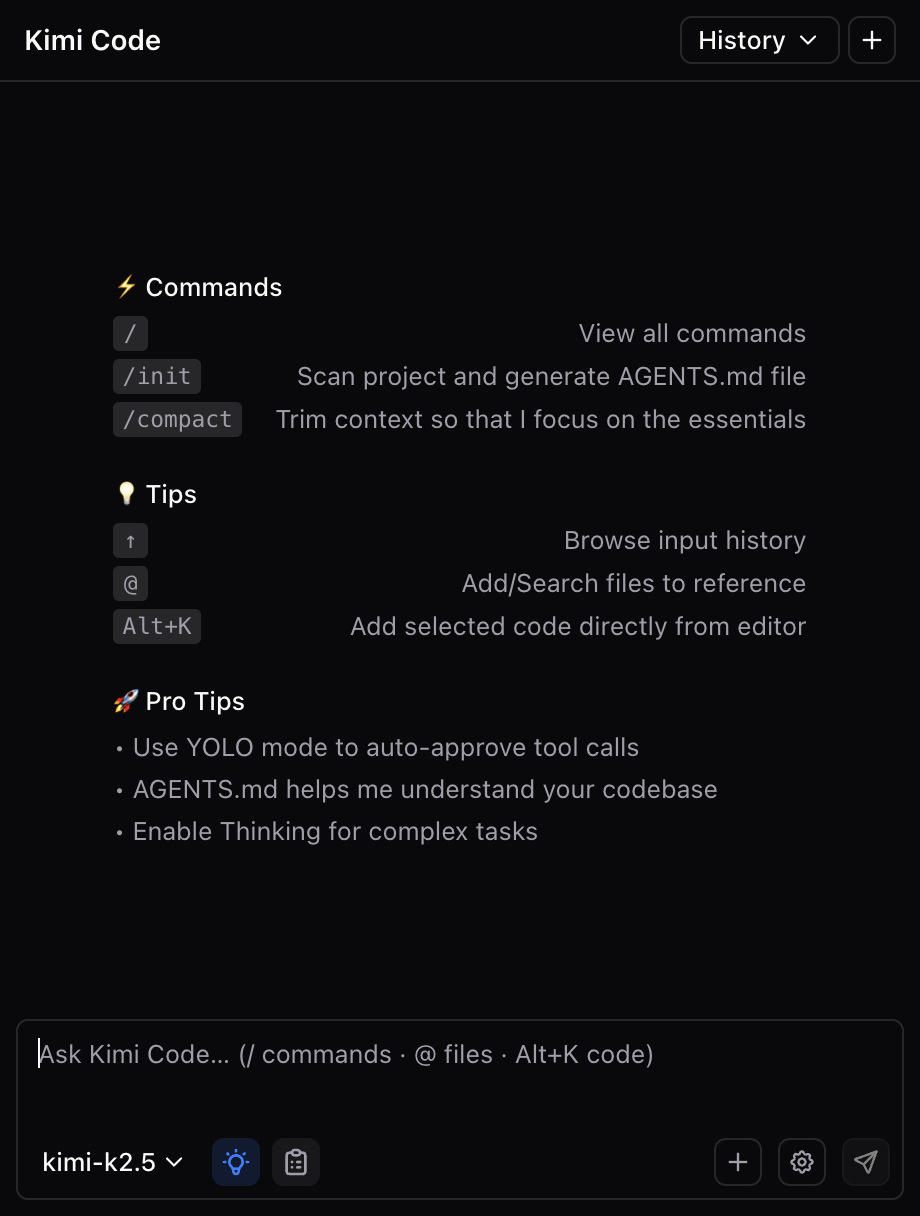 Kimi Code
History
Commands
/ View all commands
/init Scan project and generate AGENTS.md file
/compact Trim context so that I focus on the essentials
Tips
↑ Browse input history
@ Add/Search files to reference
Alt+K Add selected code directly from editor
Pro Tips
• Use YOLO mode to auto-approve tool calls
• AGENTS.md helps me understand your codebase
• Enable Thinking for complex tasks
Ask Kimi Code... (/ commands · @ files · Alt+K code)
kimi-k2.5